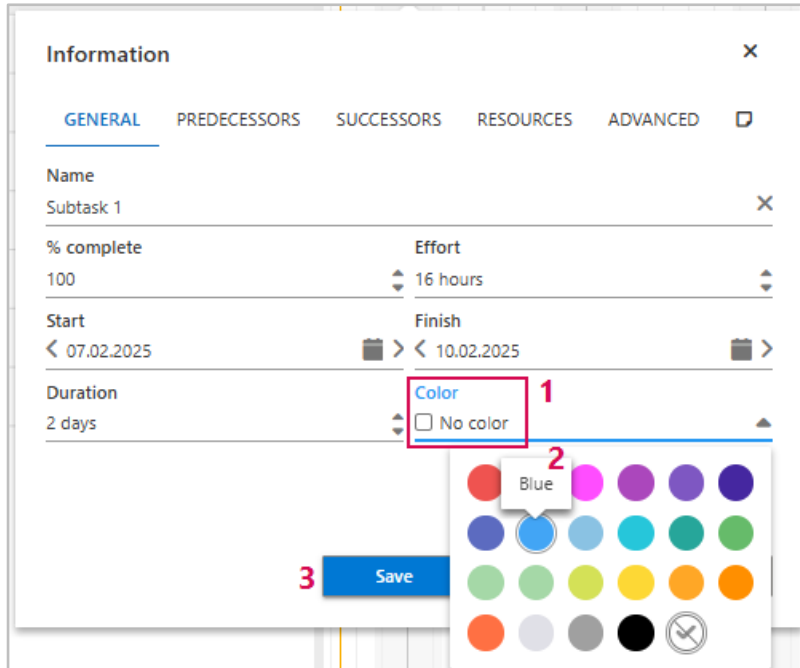 Information
GENERAL PREDECESSORS SUCCESSORS RESOURCES ADVANCED
Name
Subtask 1
% complete Effort
100 16 hours
Start Finish
07.02.2025 10.02.2025
Duration Color 1
2 days No color
2
Blue
3 Save